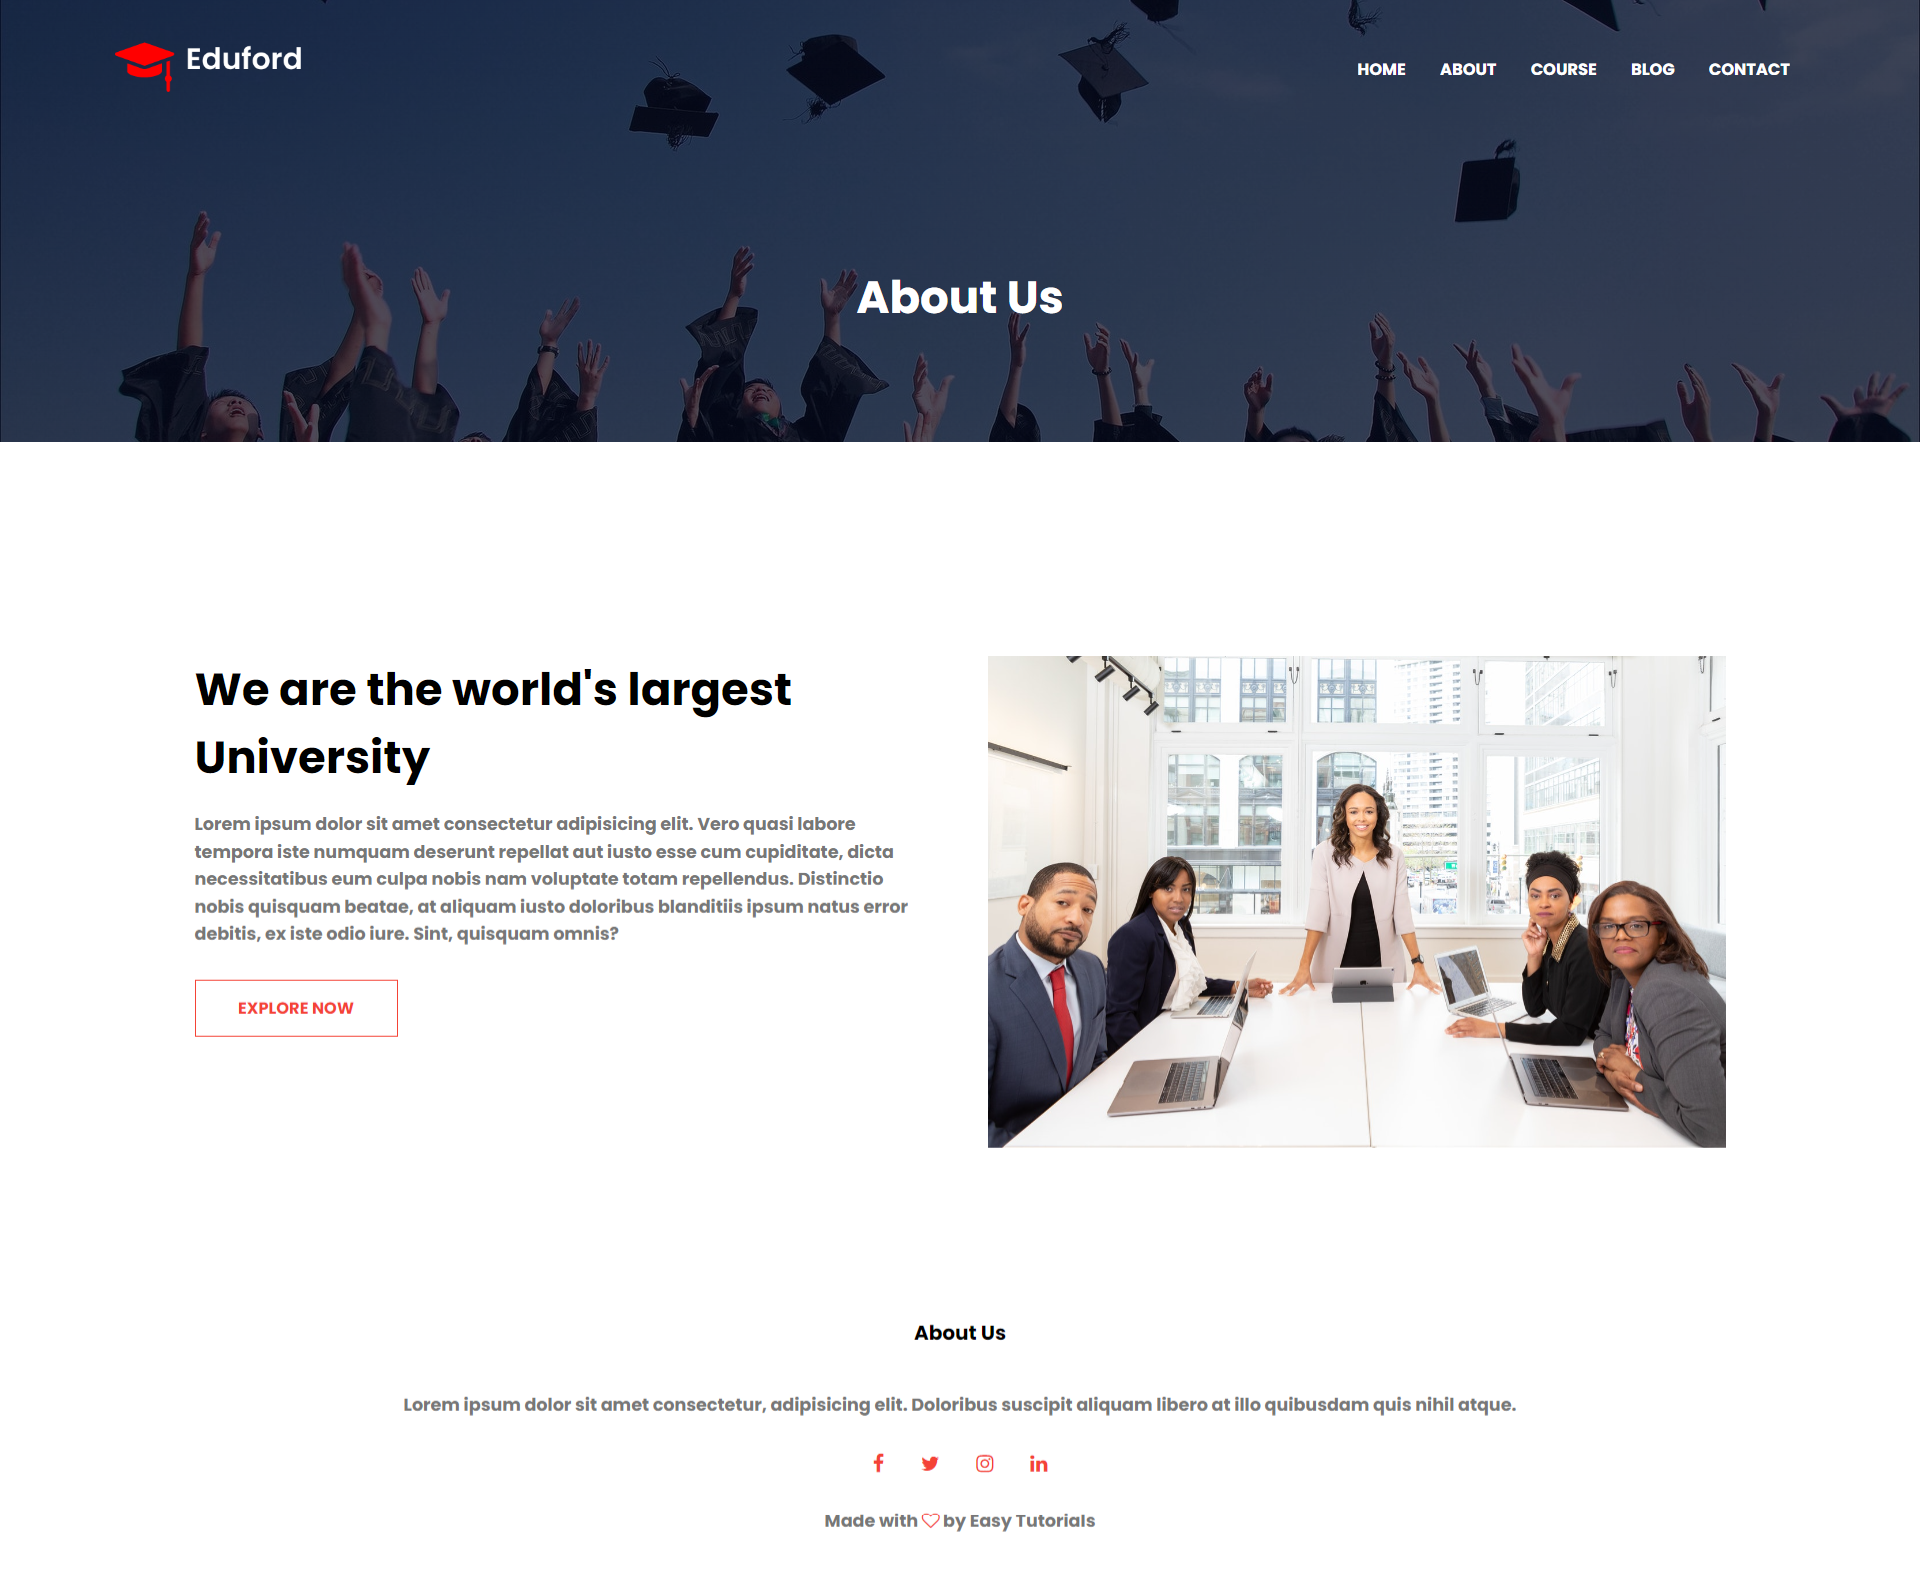 Eduford
HOME ABOUT COURSE BLOG CONTACT
About Us
We are the world's largest
University
Lorem ipsum dolor sit amet consectetur adipisicing elit. Vero quasi labore
tempora iste numquam deserunt repellat aut iusto esse cum cupiditate, dicta
necessitatibus eum culpa nobis nam voluptate totam repellendus. Distinctio
nobis quisquam beatae, at aliquam iusto doloribus blanditiis ipsum natus error
debitis, ex iste odio iure. Sint, quisquam omnis?
EXPLORE NOW
About Us
Lorem ipsum dolor sit amet consectetur, adipisicing elit. Doloribus suscipit aliquam libero at illo quibusdam quis nihil atque.
Made with ♡ by Easy Tutorials